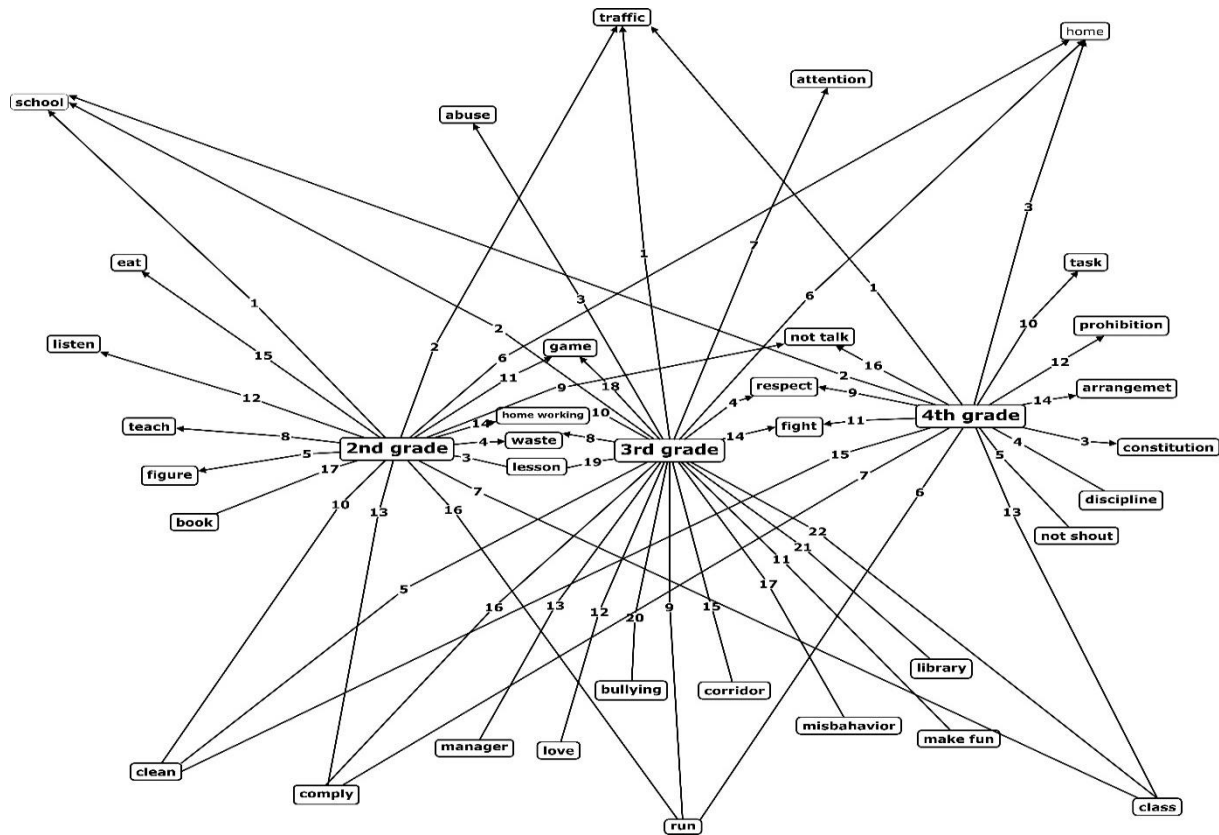 traffic
home
attention
school
abuse
3
7
1
eat
task
6
1
1
3
10
prohibition
2
listen
2
game
not talk
12
15
6
16
11
9
18
2
respect
9
arrangemet
14
12
4
home working
10
teach
8
14
fight
11
4th grade
2nd grade
4
waste
8
3rd grade
14
4
3
constitution
figure
5
3
lesson
19
15
17
7
5
discipline
7
book
10
13
16
6
13
not shout
22
21
11
5
16
13
12
20
9
15
17
library
bullying
corridor
misbahavior
manager
love
make fun
clean
comply
run
class